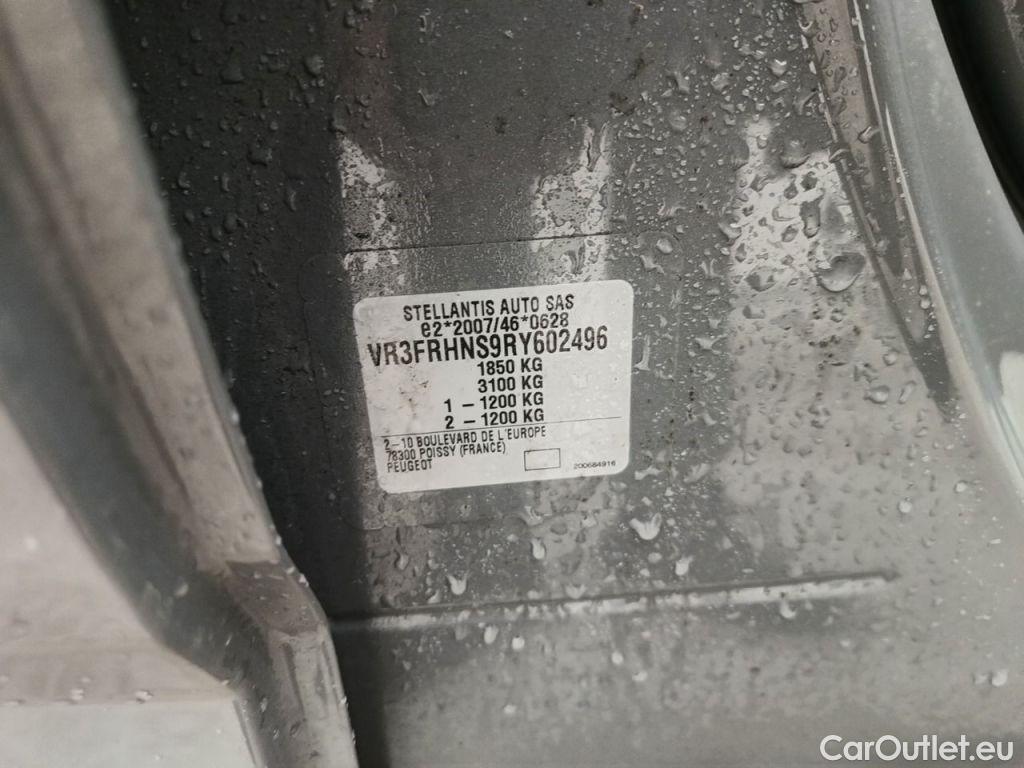 STELLANTIS AUTO SAS
e2*2007/46*0628
VR3FRHNS9RY602496
1850 KG
3100 KG
1 - 1200 KG
2 - 1200 KG
2-10 BOULEVARD DE L'EUROPE
78300 POISSY (FRANCE)
PEUGEOT
200684916
CarOutlet.eu